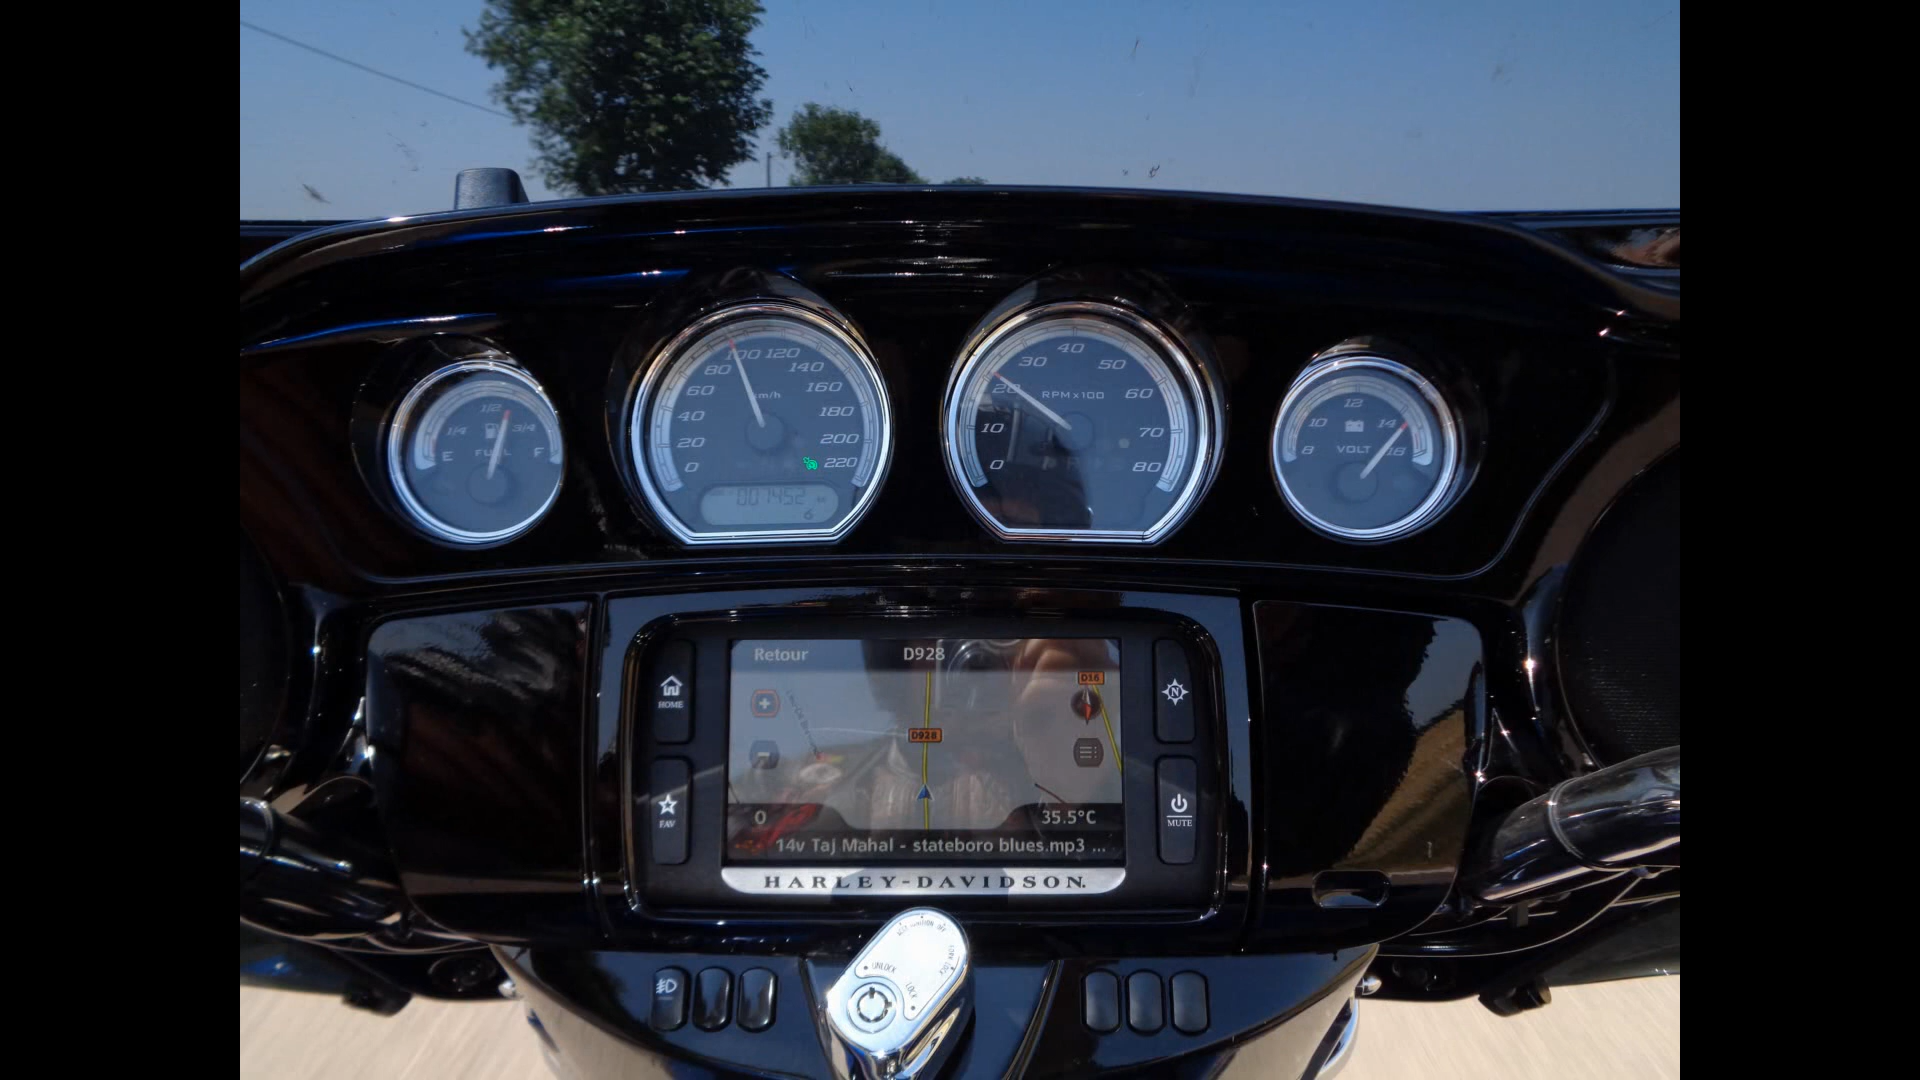 1/4 1/2 3/4
E FUEL F
0 20 40 60 80 100 120 140 160 180 200 220
km/h
007452
6
0 10 20 30 40 50 60 70 80
RPM x100
8 10 12 14 16
VOLT
Retour D928
D16
D928
0 35.5°C
14v Taj Mahal - stateboro blues.mp3 ...
HARLEY-DAVIDSON
HOME
FAV
N
MUTE
UNLOCK
LOCK